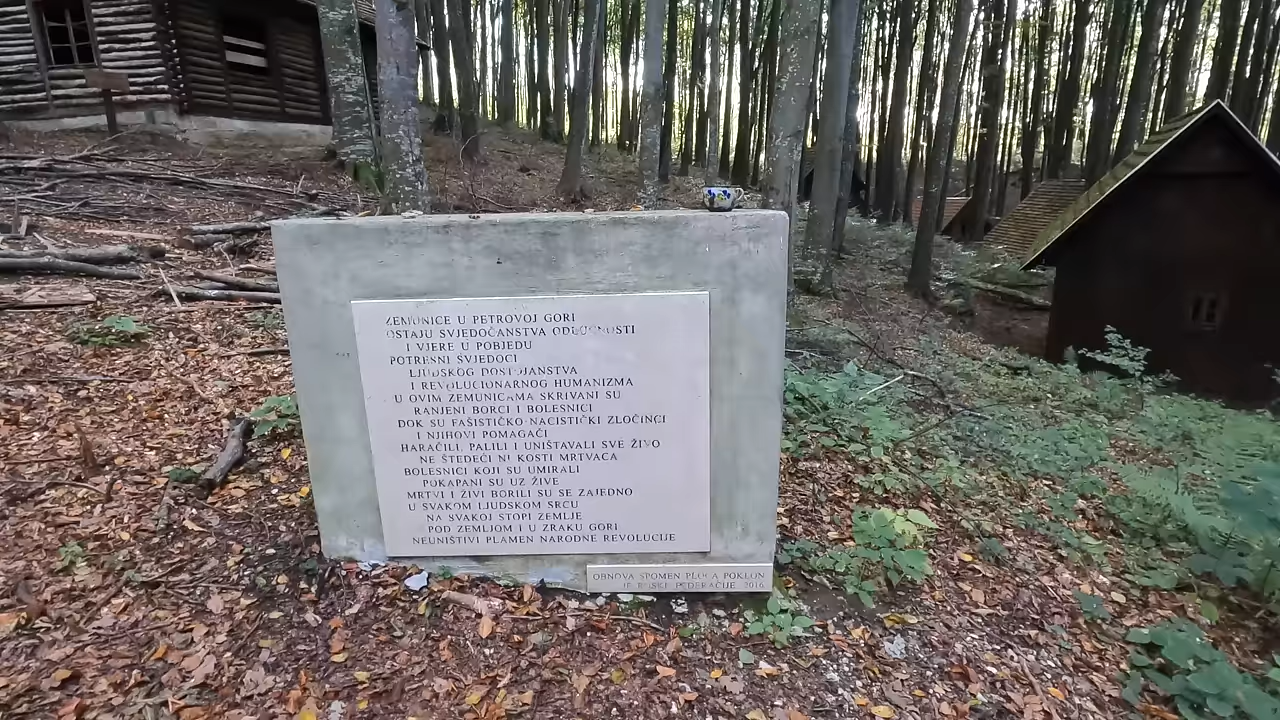 ZEMUNICE U PETROVOJ GORI
OSTAJU SVJEDOČANSTVA ODLUČNOSTI
I VJERE U POBJEDU
POTRESNI SVJEDOCI
LJUDSKOG DOSTOJANSTVA
I REVOLUCIONARNOG HUMANIZMA
U OVIM ZEMUNICAMA SKRIVANI SU
RANJENI BORCI I BOLESNICI
DOK SU FAŠISTIČKO NACISTIČKI ZLOČINCI
I NJIHOVI POMAGAČI
HARAČILI, PALILI I UNIŠTAVALI SVE ŽIVO
NE ŠTEDEĆI NI KOSTI MRTVACA
BOLESNICI KOJI SU UMIRALI
POKAPANI SU UZ ŽIVE
MRTVI I ŽIVI BORILI SU SE ZAJEDNO
U SVAKOM LJUDSKOM SRCU
NA SVAKOJ STOPI ZEMLJE
POD ZEMLJOM I U ZRAKU GORI
NEUNIŠTIVI PLAMEN NARODNE REVOLUCIJE
OBNOVA SPOMEN PLOČA POKLON
JE RUSKE FEDERACIJE 2016